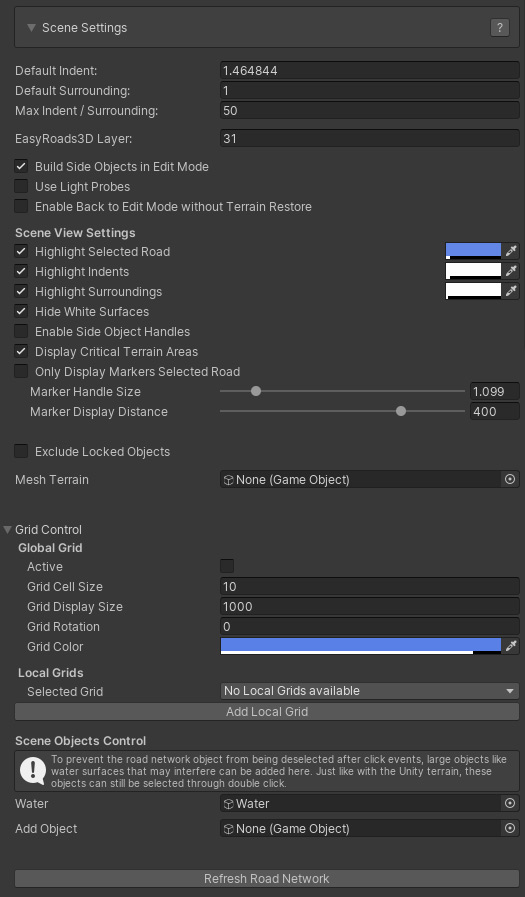 Scene Settings ?
Default Indent: 1.464844
Default Surrounding: 1
Max Indent / Surrounding: 50
EasyRoads3D Layer: 31
Build Side Objects in Edit Mode
Use Light Probes
Enable Back to Edit Mode without Terrain Restore
Scene View Settings
Highlight Selected Road
Highlight Indents
Highlight Surroundings
Hide White Surfaces
Enable Side Object Handles
Display Critical Terrain Areas
Only Display Markers Selected Road
Marker Handle Size 1.099
Marker Display Distance 400
Exclude Locked Objects
Mesh Terrain None (Game Object)
Grid Control
Global Grid
Active
Grid Cell Size 10
Grid Display Size 1000
Grid Rotation 0
Grid Color
Local Grids
Selected Grid No Local Grids available
Add Local Grid
Scene Objects Control
To prevent the road network object from being deselected after click events, large objects like
water surfaces that may interfere can be added here. Just like with the Unity terrain, these
objects can still be selected through double click.
Water Water
Add Object None (Game Object)
Refresh Road Network